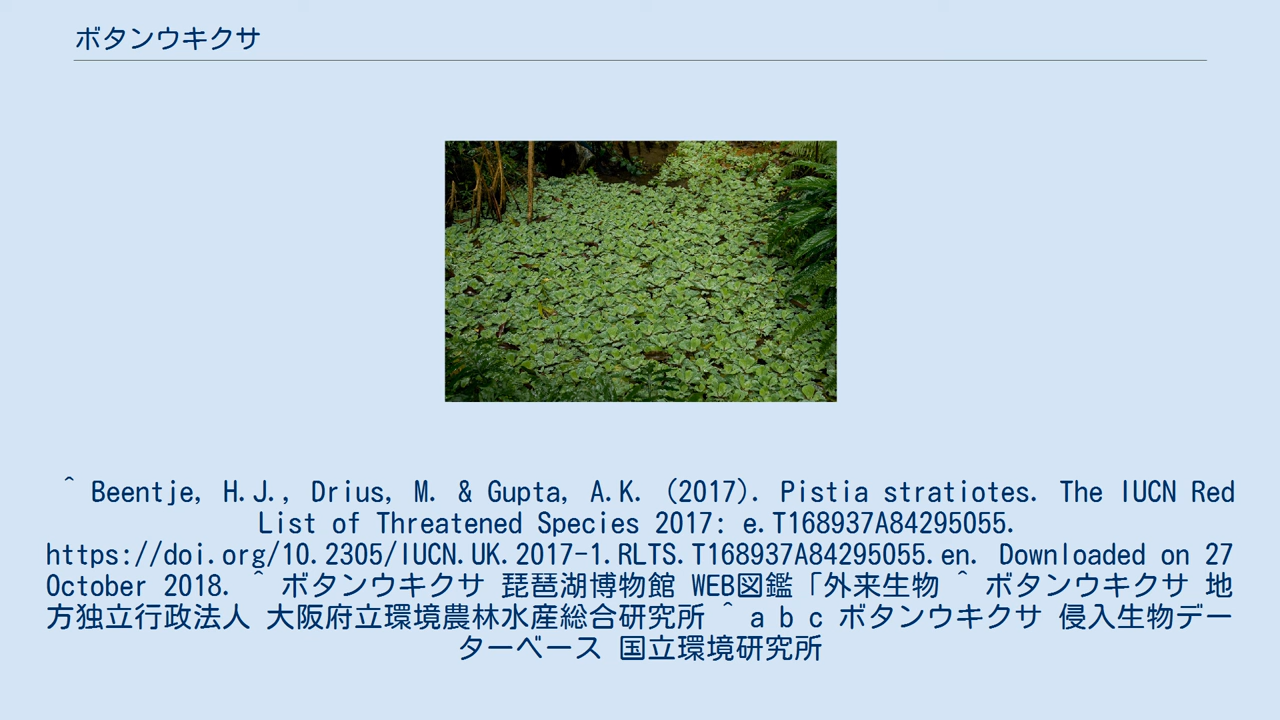 ボタンウキクサ
^ Beentje, H.J., Drius, M. & Gupta, A.K. (2017). Pistia stratiotes. The IUCN Red
List of Threatened Species 2017: e.T168937A84295055.
https://doi.org/10.2305/IUCN.UK.2017-1.RLTS.T168937A84295055.en. Downloaded on 27
October 2018. ^ ボタンウキクサ 琵琶湖博物館 WEB図鑑「外来生物 ^ ボタンウキクサ 地
方独立行政法人 大阪府立環境農林水産総合研究所 ^ a b c ボタンウキクサ 侵入生物デー
ターベース 国立環境研究所